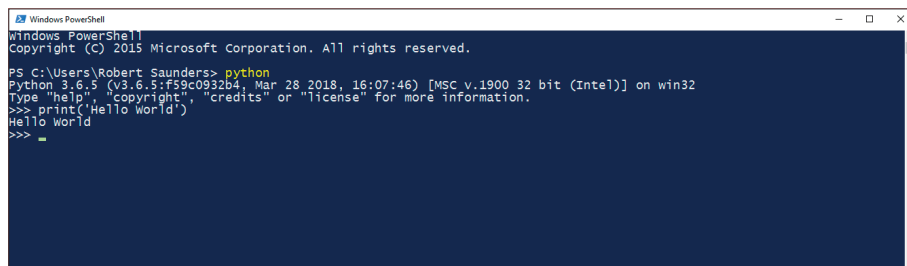 Windows PowerShell
Windows PowerShell
Copyright (C) 2015 Microsoft Corporation. All rights reserved.
PS C:\Users\Robert Saunders> python
Python 3.6.5 (v3.6.5:f59c0932b4, Mar 28 2018, 16:07:46) [MSC v.1900 32 bit (Intel)] on win32
Type "help", "copyright", "credits" or "license" for more information.
>>> print('Hello World')
Hello World
>>>